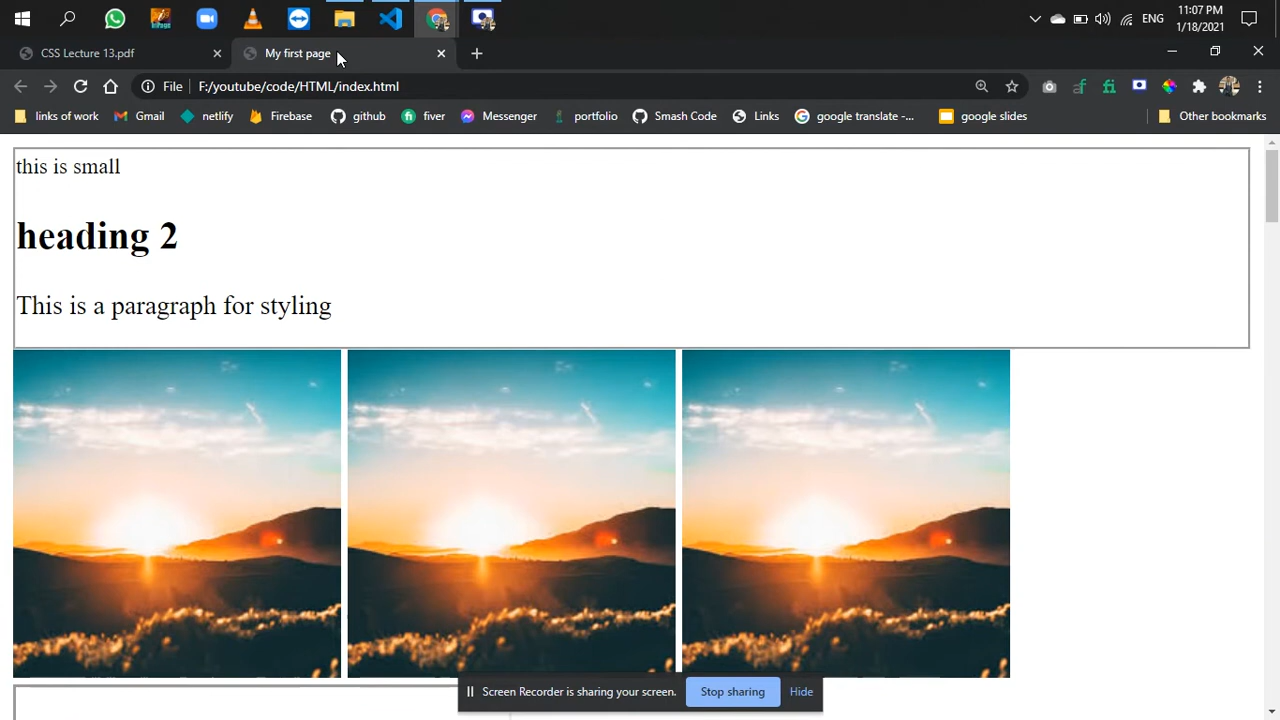 ENG
11:07 PM
1/18/2021
CSS Lecture 13.pdf
My first page
File
F:/youtube/code/HTML/index.html
links of work
Gmail
netlify
Firebase
github
fiver
Messenger
portfolio
Smash Code
Links
google translate -...
google slides
Other bookmarks
this is small
heading 2
This is a paragraph for styling
Screen Recorder is sharing your screen.
Stop sharing
Hide